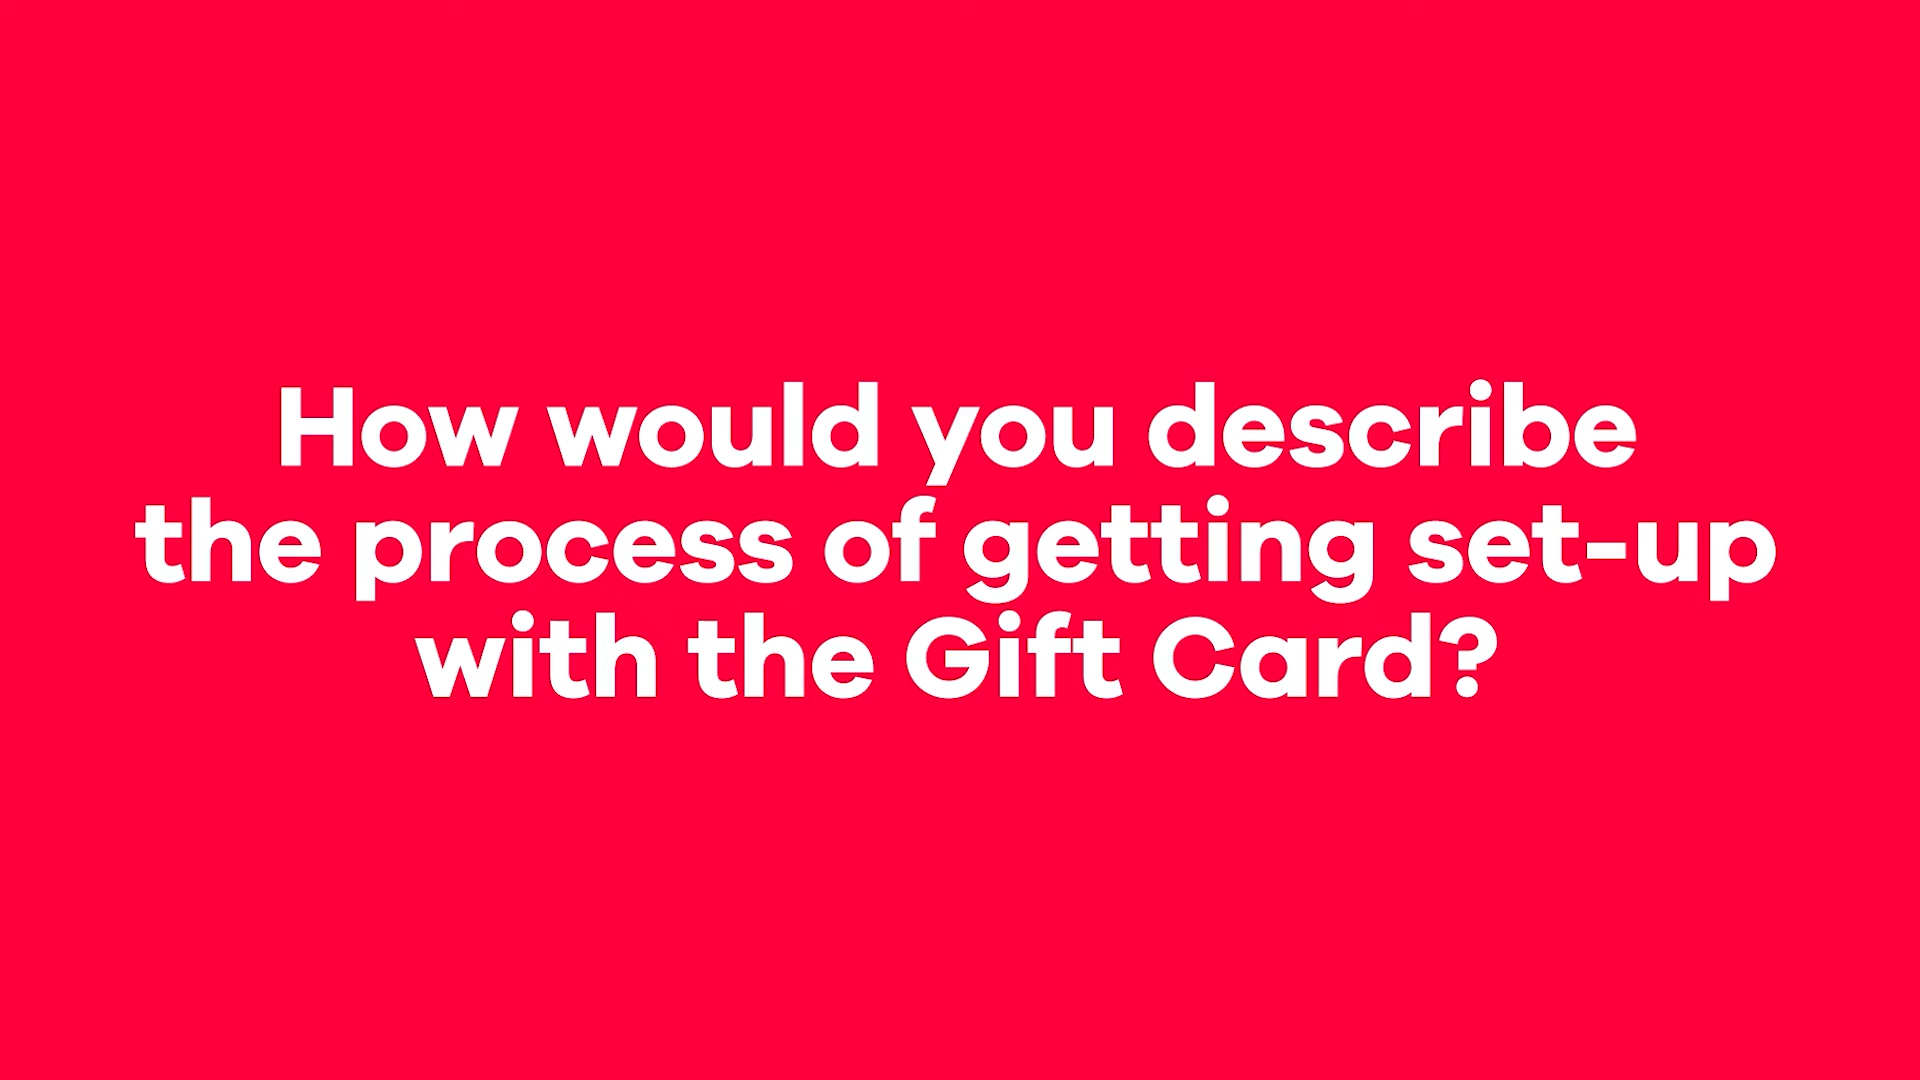 How would you describe
the process of getting set-up
with the Gift Card?